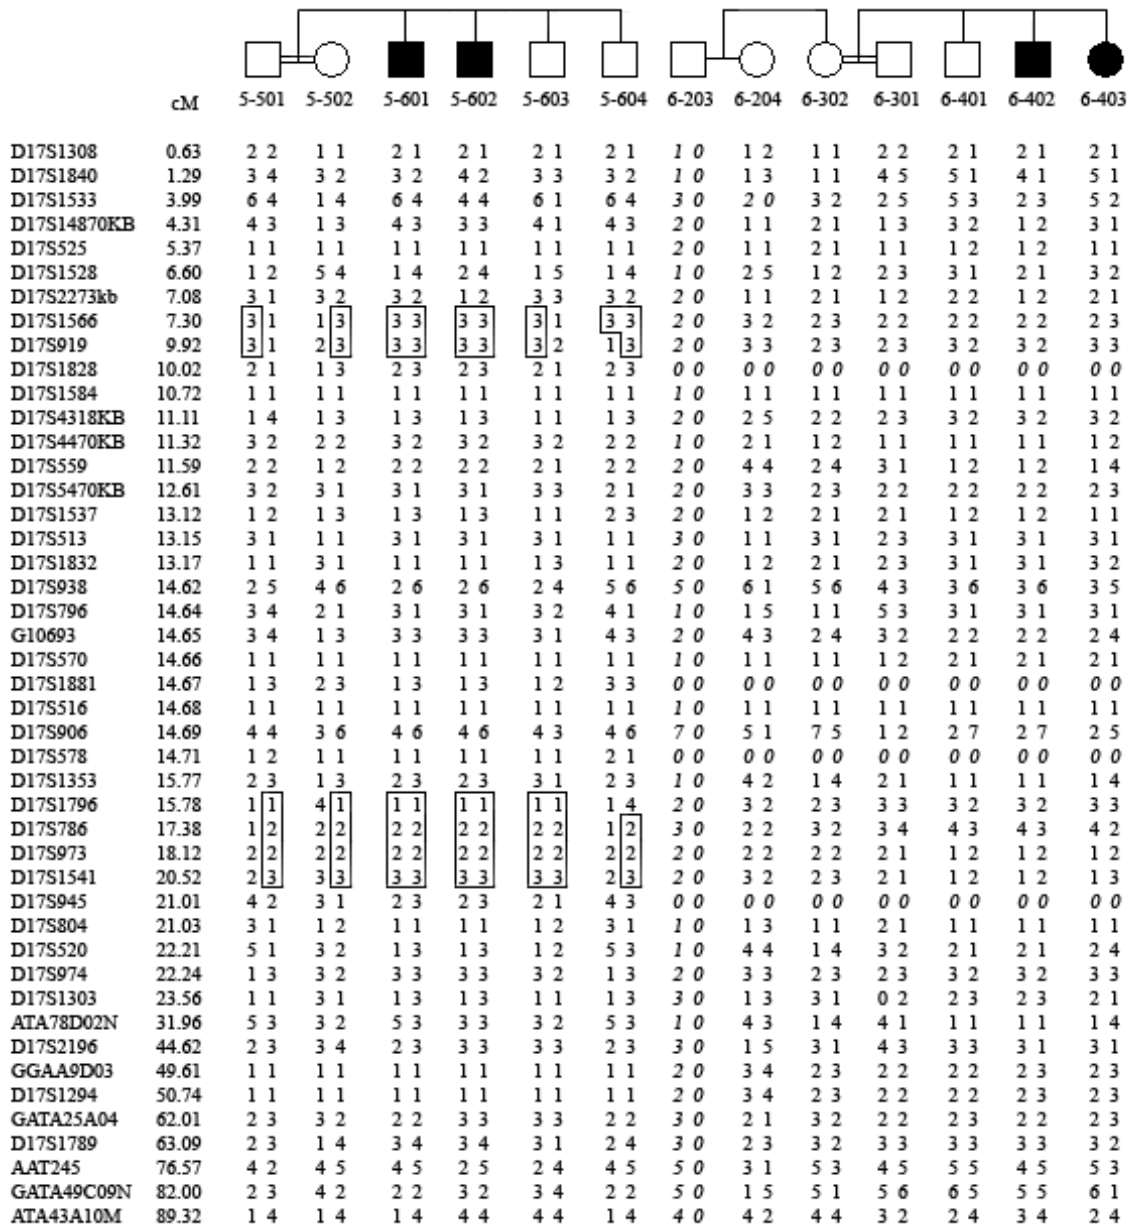 cM 5-501 5-502 5-601 5-602 5-603 5-604 6-203 6-204 6-302 6-301 6-401 6-402 6-403
D17S1308 0.63 2 2 1 1 2 1 2 1 2 1 2 1 1 0 1 2 1 1 2 2 2 1 2 1 2 1
D17S1840 1.29 3 4 3 2 3 2 4 2 3 3 3 2 1 0 1 3 1 1 4 5 5 1 4 1 5 1
D17S1533 3.99 6 4 1 4 6 4 4 4 6 1 6 4 3 0 2 0 3 2 2 5 5 3 2 3 5 2
D17S14870KB 4.31 4 3 1 3 4 3 3 3 4 1 4 3 2 0 1 1 2 1 1 3 3 2 1 2 3 1
D17S525 5.37 1 1 1 1 1 1 1 1 1 1 1 1 2 0 1 1 2 1 1 1 1 2 1 2 1 1
D17S1528 6.60 1 2 5 4 1 4 2 4 1 5 1 4 1 0 2 5 1 2 2 3 3 1 2 1 3 2
D17S2273kb 7.08 3 1 3 2 3 2 1 2 3 3 3 2 2 0 1 1 2 1 1 2 2 2 1 2 2 1
D17S1566 7.30 3 1 1 3 3 3 3 3 3 1 3 3 2 0 3 2 2 3 2 2 2 2 2 2 2 3
D17S919 9.92 3 1 2 3 3 3 3 3 3 2 1 3 2 0 3 3 2 3 2 3 3 2 3 2 3 3
D17S1828 10.02 2 1 1 3 2 3 2 3 2 1 2 3 0 0 0 0 0 0 0 0 0 0 0 0 0 0
D17S1584 10.72 1 1 1 1 1 1 1 1 1 1 1 1 1 0 1 1 1 1 1 1 1 1 1 1 1 1
D17S4318KB 11.11 1 4 1 3 1 3 1 3 1 1 1 3 2 0 2 5 2 2 2 3 3 2 3 2 3 2
D17S4470KB 11.32 3 2 2 2 3 2 3 2 3 2 2 2 1 0 2 1 1 2 1 1 1 1 1 1 1 2
D17S559 11.59 2 2 1 2 2 2 2 2 2 1 2 2 2 0 4 4 2 4 3 1 1 2 1 2 1 4
D17S5470KB 12.61 3 2 3 1 3 1 3 1 3 3 2 1 2 0 3 3 2 3 2 2 2 2 2 2 2 3
D17S1537 13.12 1 2 1 3 1 3 1 3 1 1 2 3 2 0 1 2 2 1 2 1 1 2 1 2 1 1
D17S513 13.15 3 1 1 1 3 1 3 1 3 1 1 1 3 0 1 1 3 1 2 3 3 1 3 1 3 1
D17S1832 13.17 1 1 3 1 1 1 1 1 1 3 1 1 2 0 1 2 2 1 2 3 3 1 3 1 3 2
D17S938 14.62 2 5 4 6 2 6 2 6 2 4 5 6 5 0 6 1 5 6 4 3 3 6 3 6 3 5
D17S796 14.64 3 4 2 1 3 1 3 1 3 2 4 1 1 0 1 5 1 1 5 3 3 1 3 1 3 1
G10693 14.65 3 4 1 3 3 3 3 3 3 1 4 3 2 0 4 3 2 4 3 2 2 2 2 2 2 4
D17S570 14.66 1 1 1 1 1 1 1 1 1 1 1 1 1 0 1 1 1 1 1 2 2 1 2 1 2 1
D17S1881 14.67 1 3 2 3 1 3 1 3 1 2 3 3 0 0 0 0 0 0 0 0 0 0 0 0 0 0
D17S516 14.68 1 1 1 1 1 1 1 1 1 1 1 1 1 0 1 1 1 1 1 1 1 1 1 1 1 1
D17S906 14.69 4 4 3 6 4 6 4 6 4 3 4 6 7 0 5 1 7 5 1 2 2 7 2 7 2 5
D17S578 14.71 1 2 1 1 1 1 1 1 1 1 2 1 0 0 0 0 0 0 0 0 0 0 0 0 0 0
D17S1353 15.77 2 3 1 3 2 3 2 3 3 1 2 3 1 0 4 2 1 4 2 1 1 1 1 1 1 4
D17S1796 15.78 1 1 4 1 1 1 1 1 1 1 1 4 2 0 3 2 2 3 3 3 3 2 3 2 3 3
D17S786 17.38 1 2 2 2 2 2 2 2 2 2 1 2 3 0 2 2 3 2 3 4 4 3 4 3 4 2
D17S973 18.12 2 2 2 2 2 2 2 2 2 2 2 2 2 0 2 2 2 2 2 1 1 2 1 2 1 2
D17S1541 20.52 2 3 3 3 3 3 3 3 3 3 2 3 2 0 3 2 2 3 2 1 1 2 1 2 1 3
D17S945 21.01 4 2 3 1 2 3 2 3 2 1 4 3 0 0 0 0 0 0 0 0 0 0 0 0 0 0
D17S804 21.03 3 1 1 2 1 1 1 1 1 2 3 1 1 0 1 3 1 1 2 1 1 1 1 1 1 1
D17S520 22.21 5 1 3 2 1 3 1 3 1 2 5 3 1 0 4 4 1 4 3 2 2 1 2 1 2 4
D17S974 22.24 1 3 3 2 3 3 3 3 3 2 1 3 2 0 3 3 2 3 2 3 3 2 3 2 3 3
D17S1303 23.56 1 1 3 1 1 3 1 3 1 1 1 3 3 0 1 3 3 1 0 2 2 3 2 3 2 1
ATA78D02N 31.96 5 3 3 2 5 3 3 3 3 2 5 3 1 0 4 3 1 4 4 1 1 1 1 1 1 4
D17S2196 44.62 2 3 3 4 2 3 3 3 3 3 2 3 3 0 1 5 3 1 4 3 3 3 3 1 3 1
GGAA9D03 49.61 1 1 1 1 1 1 1 1 1 1 1 1 2 0 3 4 2 3 2 2 2 2 2 3 2 3
D17S1294 50.74 1 1 1 1 1 1 1 1 1 1 1 1 2 0 3 4 2 3 2 2 2 2 2 3 2 3
GATA25A04 62.01 2 3 3 2 2 2 3 3 3 3 2 2 3 0 2 1 3 2 2 2 2 3 2 2 2 3
D17S1789 63.09 2 3 1 4 3 4 3 4 3 1 2 4 3 0 2 3 3 2 3 3 3 3 3 3 3 2
AAT245 76.57 4 2 4 5 4 5 2 5 2 4 4 5 5 0 3 1 5 3 4 5 5 5 4 5 5 3
GATA49C09N 82.00 2 3 4 2 2 2 3 2 3 4 2 2 5 0 1 5 5 1 5 6 6 5 5 5 6 1
ATA43A10M 89.32 1 4 1 4 1 4 4 4 4 4 1 4 4 0 4 2 4 4 3 2 2 4 3 4 2 4